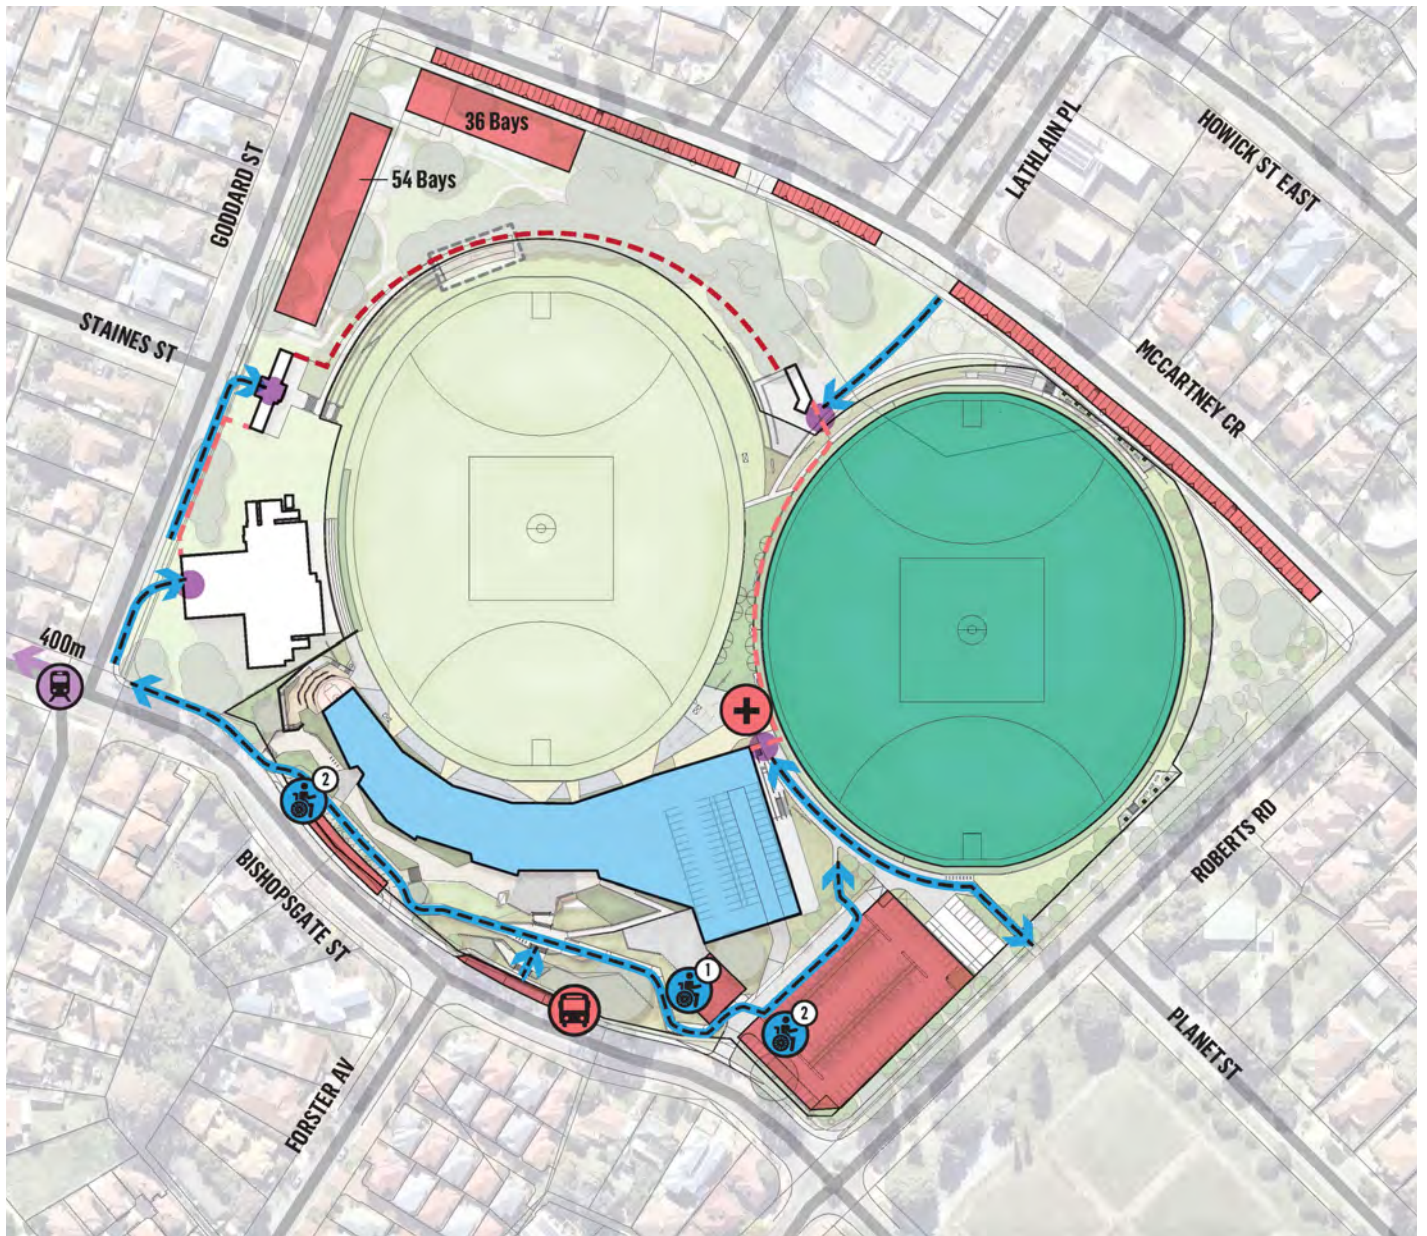 36 Bays
54 Bays
LATHLAIN PL
HOWICK ST EAST
GODDARD ST
STAINES ST
MCCARTNEY CR
400m
2
BISHOPSGATE ST
ROBERTS RD
1
2
PLANET ST
FORSTER AV